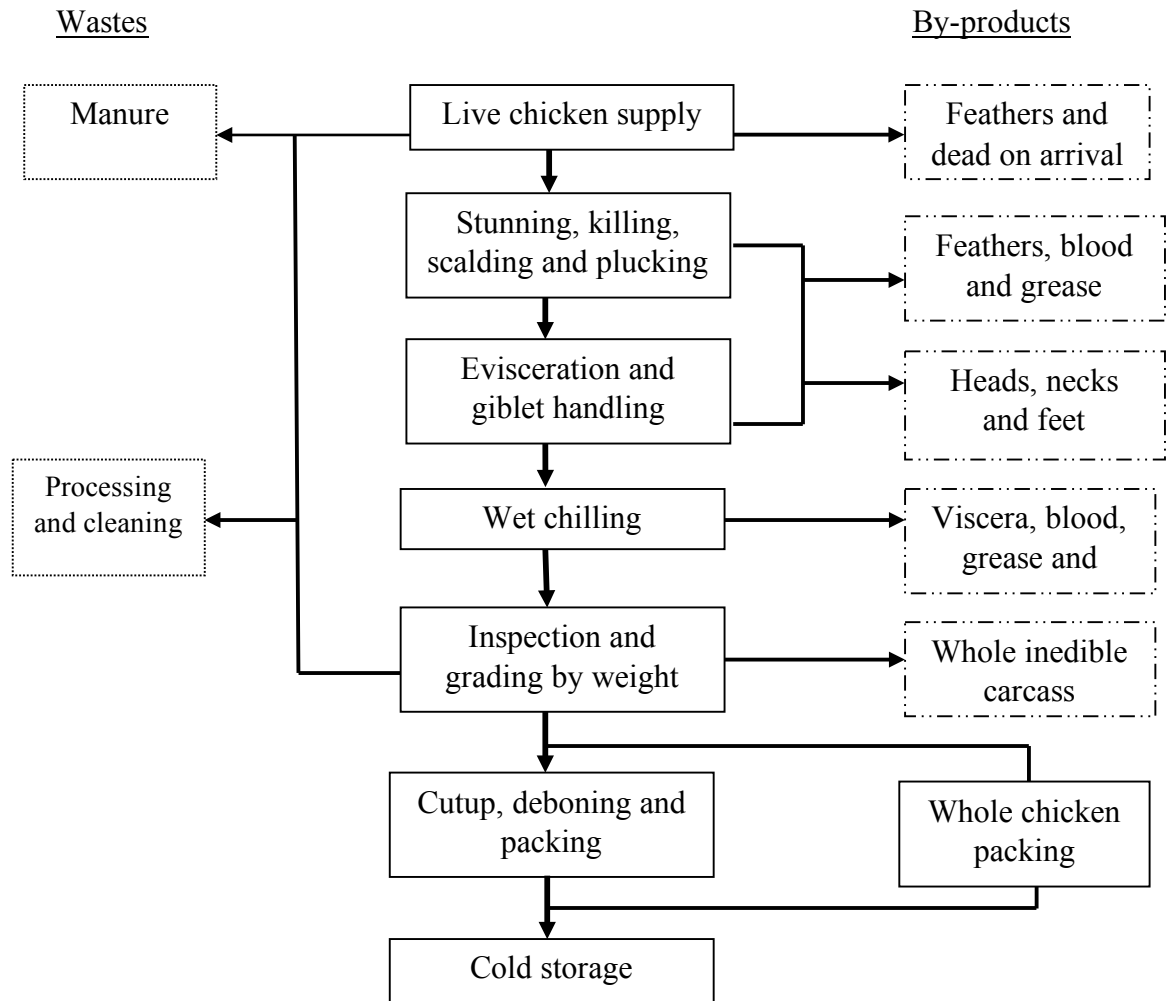 Wastes
By-products
Manure
Live chicken supply
Feathers and
dead on arrival
Stunning, killing,
scalding and plucking
Feathers, blood
and grease
Evisceration and
giblet handling
Heads, necks
and feet
Processing
and cleaning
Wet chilling
Viscera, blood,
grease and
Inspection and
grading by weight
Whole inedible
carcass
Cutup, deboning and
packing
Whole chicken
packing
Cold storage